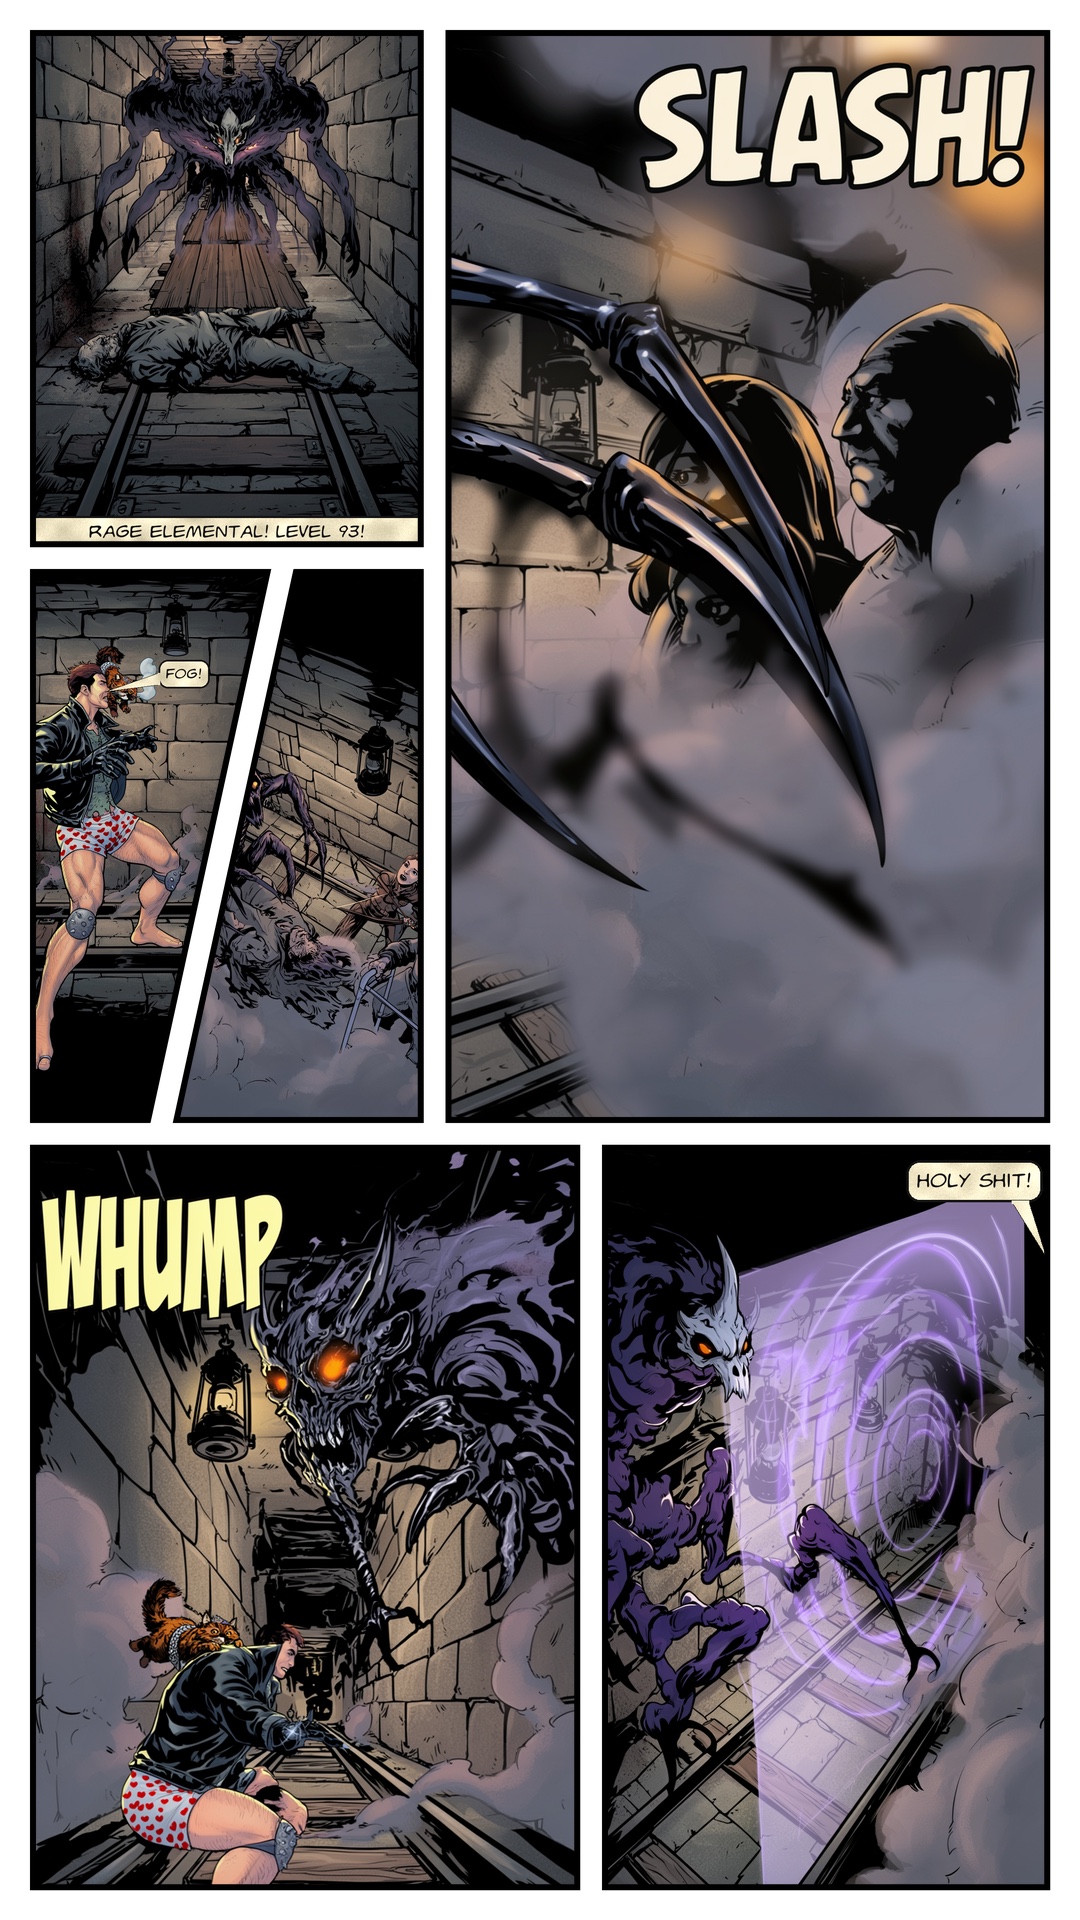 RAGE ELEMENTAL! LEVEL 93!
SLASH!
FOG!
WHUMP
HOLY SHIT!